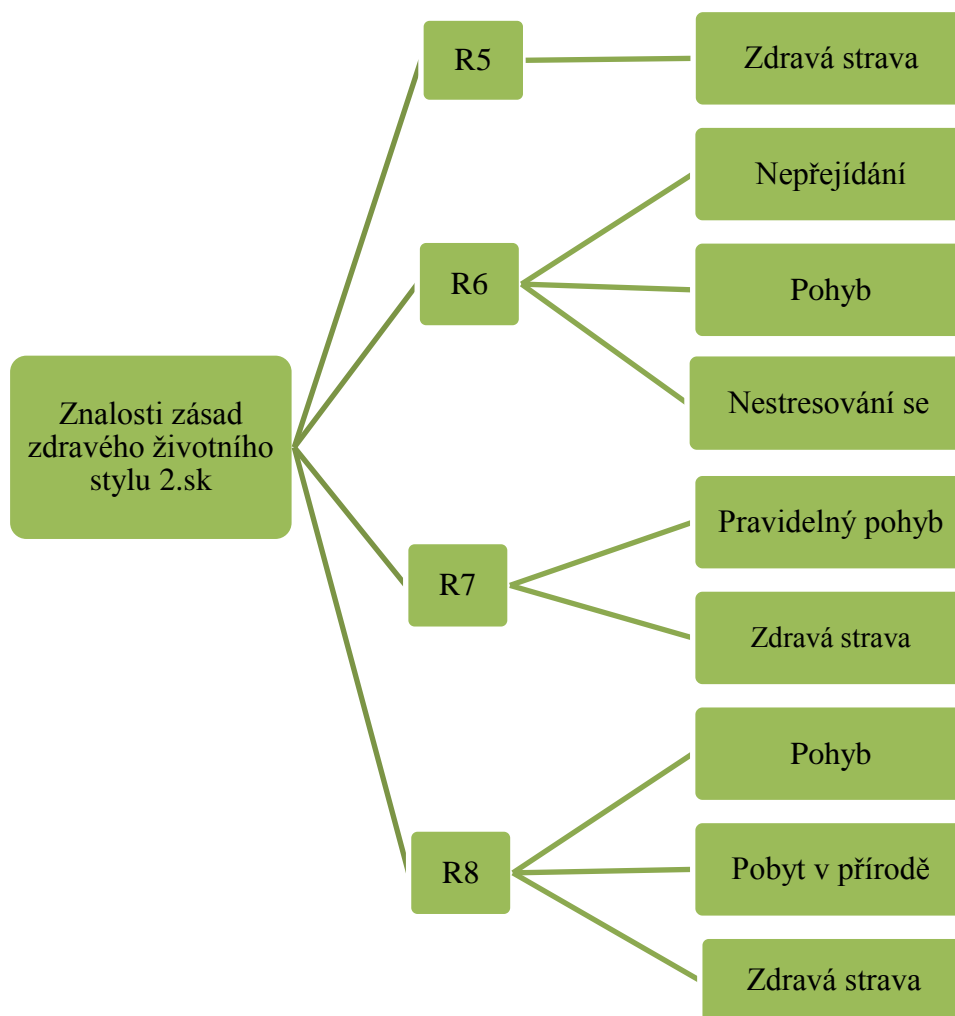 Znalosti zásad
zdravého životního
stylu 2.sk
R5
Zdravá strava
R6
Nepřejídání
Pohyb
Nestresování se
R7
Pravidelný pohyb
Zdravá strava
R8
Pohyb
Pobyt v přírodě
Zdravá strava